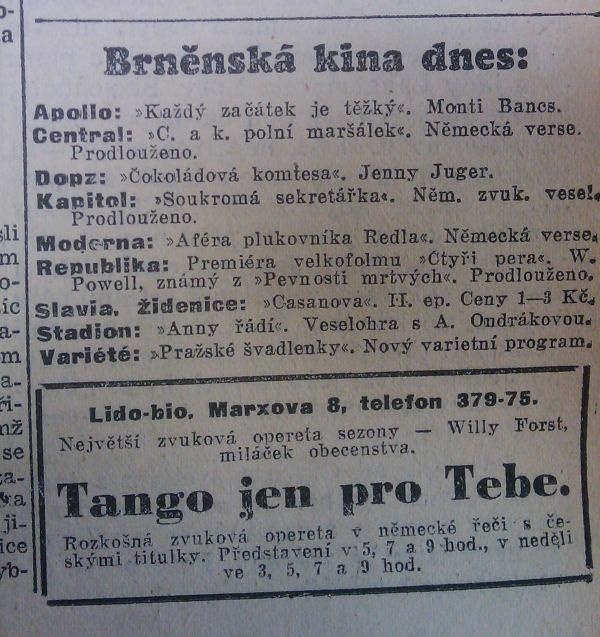 Brněnská kina dnes:
Apollo: »Každý začátek je těžký«. Monti Bancs.
Central: »C. a k. polní maršálek«. Německá verse.
Prodlouženo.
Dopz: »Čokoládová komtesa«. Jenny Juger.
Kapitol: »Soukromá sekretářka«. Něm. zvuk. vesel.
Prodlouženo.
Moderna: »Aféra plukovníka Redla«. Německá verse.
Republika: Premiéra velkofolmu »Čtyři pera«. W.
Powell, známý z »Pevnosti mrtvých«. Prodlouženo.
Slavia, židenice: »Casanova«. II. ep. Ceny 1—3 Kč.
Stadion: »Anny řádí«. Veselohra s A. Ondrákovou.
Variété: »Pražské švadlenky«. Nový varietní program.
Lido-bio, Marxova 8, telefon 379-75.
Největší zvuková opereta sezony — Willy Forst,
miláček obecenstva.
Tango jen pro Tebe.
Rozkošná zvuková opereta v německé řeči s če-
skými titulky. Představení v 5, 7 a 9 hod., v neděli
ve 3, 5, 7 a 9 hod.